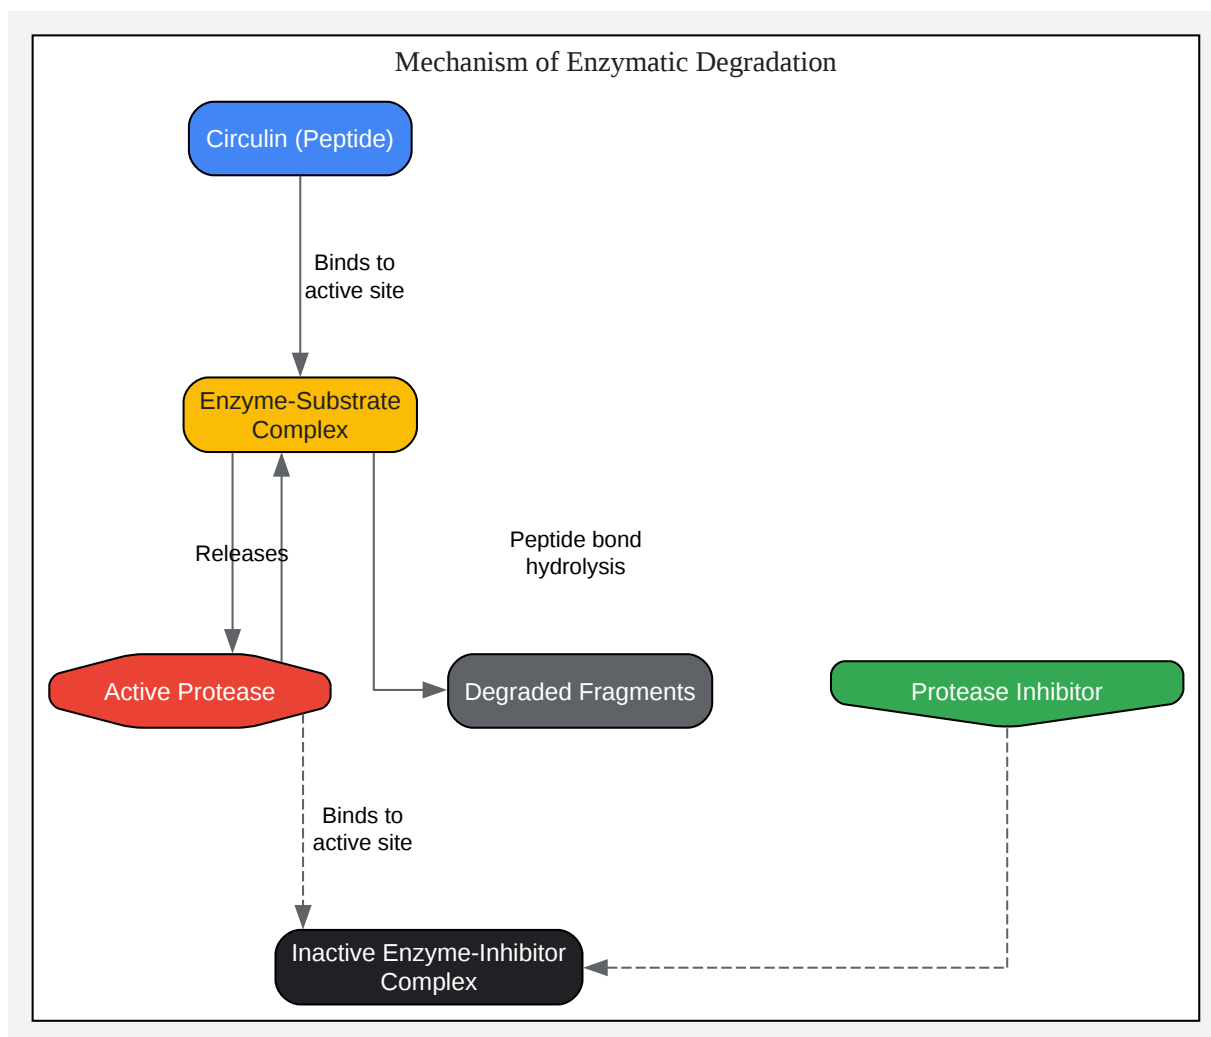 Mechanism of Enzymatic Degradation
Circulin (Peptide)
Binds to
active site
Enzyme-Substrate
Complex
Releases
Peptide bond
hydrolysis
Active Protease
Degraded Fragments
Protease Inhibitor
Binds to
active site
Inactive Enzyme-Inhibitor
Complex